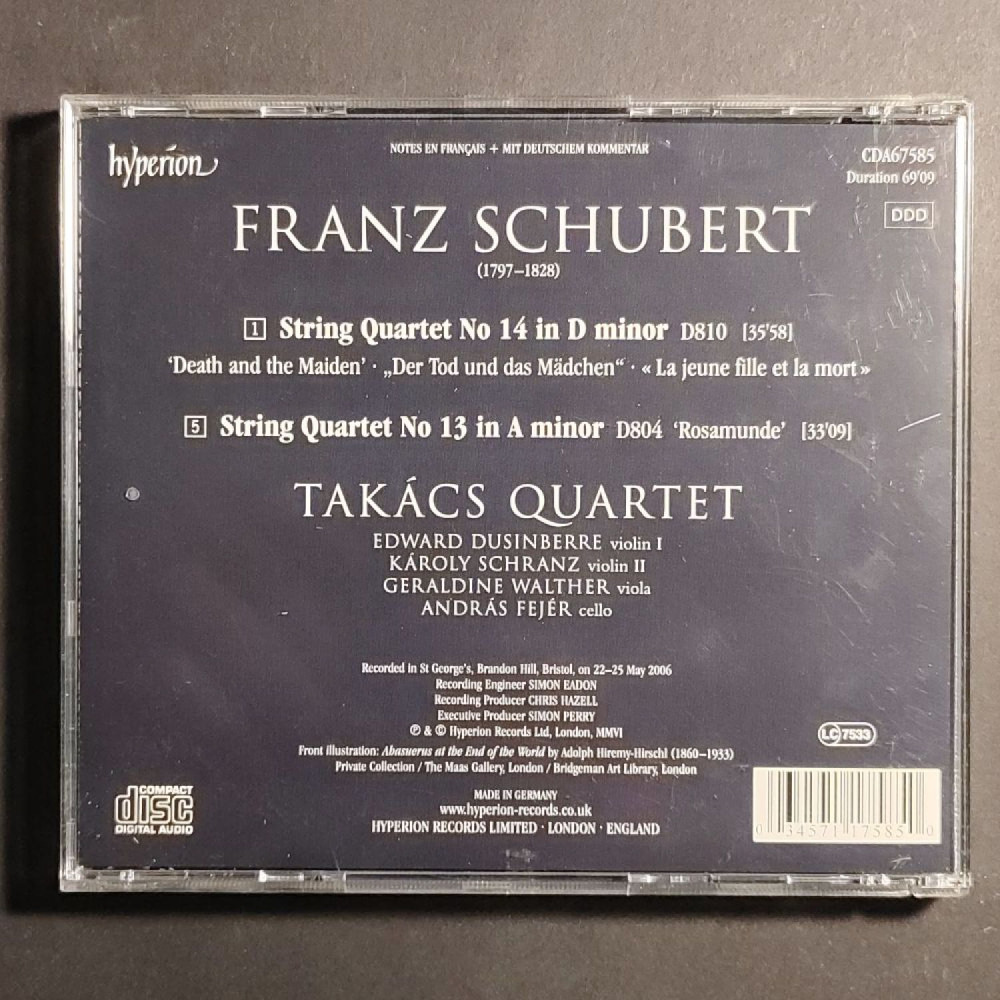 hyperion
NOTES EN FRANÇAIS + MIT DEUTSCHEM KOMMENTAR
CDA67585
Duration 69'09
DDD
FRANZ SCHUBERT
(1797–1828)
1 String Quartet No 14 in D minor D810 [35'58]
‘Death and the Maiden’ · „Der Tod und das Mädchen“ · « La jeune fille et la mort »
5 String Quartet No 13 in A minor D804 ‘Rosamunde’ [33'09]
TAKÁCS QUARTET
EDWARD DUSINBERRE violin I
KÁROLY SCHRANZ violin II
GERALDINE WALTHER viola
ANDRÁS FEJÉR cello
Recorded in St George's, Brandon Hill, Bristol, on 22–25 May 2006
Recording Engineer SIMON EADON
Recording Producer CHRIS HAZELL
Executive Producer SIMON PERRY
℗ & © Hyperion Records Ltd, London, MMVI
LC 7533
Front illustration: Ahasuerus at the End of the World by Adolph Hiremy-Hirschl (1860–1933)
Private Collection / The Maas Gallery, London / Bridgeman Art Library, London
COMPACT
disc
DIGITAL AUDIO
MADE IN GERMANY
www.hyperion-records.co.uk
HYPERION RECORDS LIMITED · LONDON · ENGLAND
0 34571 17585 0